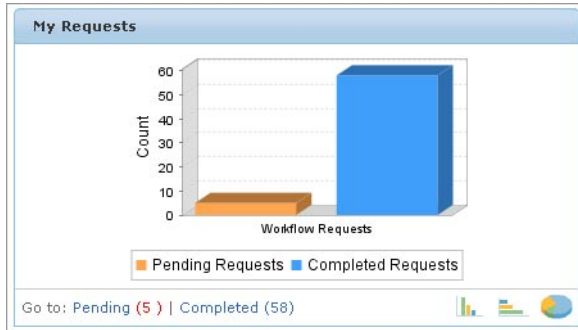 My Requests
60
50
40
30
20
10
0
Count
Workflow Requests
Pending Requests Completed Requests
Go to: Pending (5 ) | Completed (58)